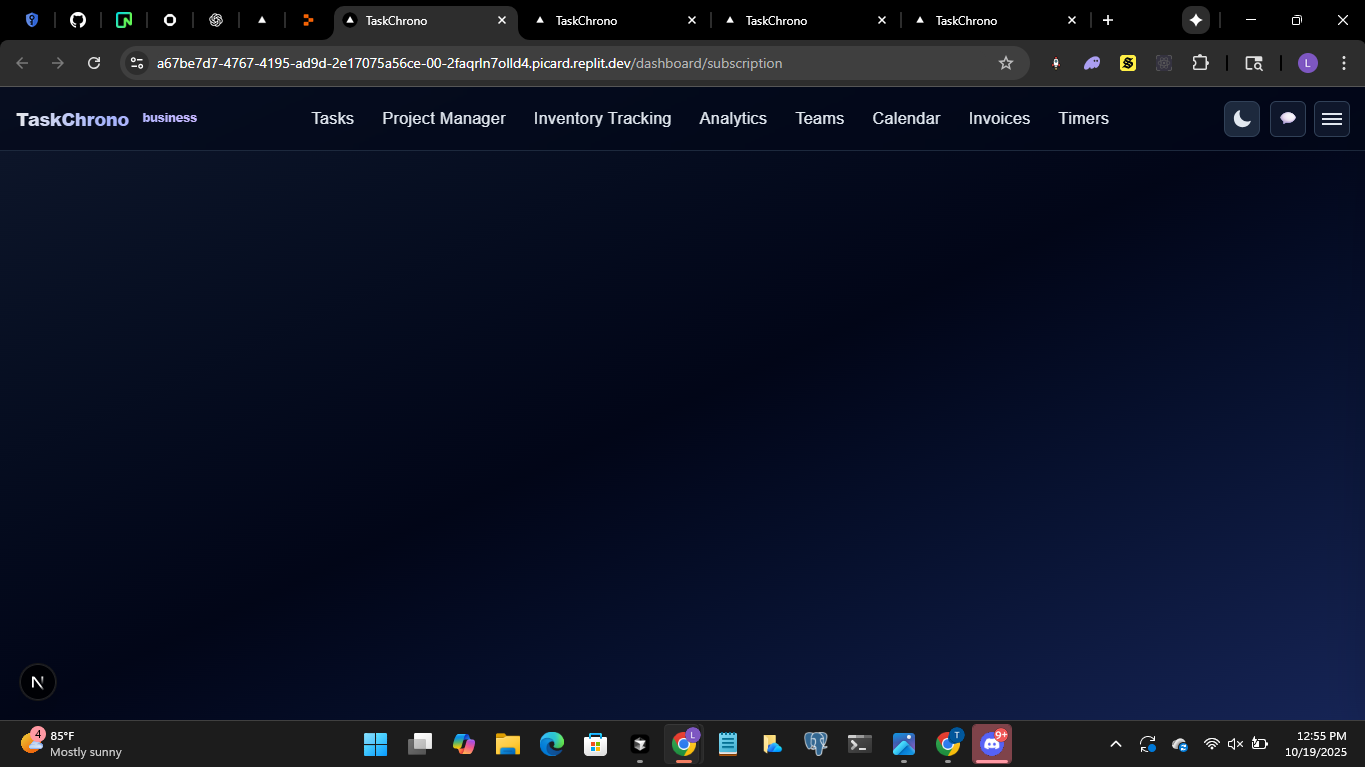 TaskChrono
TaskChrono
TaskChrono
TaskChrono
a67be7d7-4767-4195-ad9d-2e17075a56ce-00-2faqrln7olld4.picard.replit.dev/dashboard/subscription
L
TaskChrono business Tasks Project Manager Inventory Tracking Analytics Teams Calendar Invoices Timers
N
4
85°F
Mostly sunny
L
T
9+
12:55 PM
10/19/2025